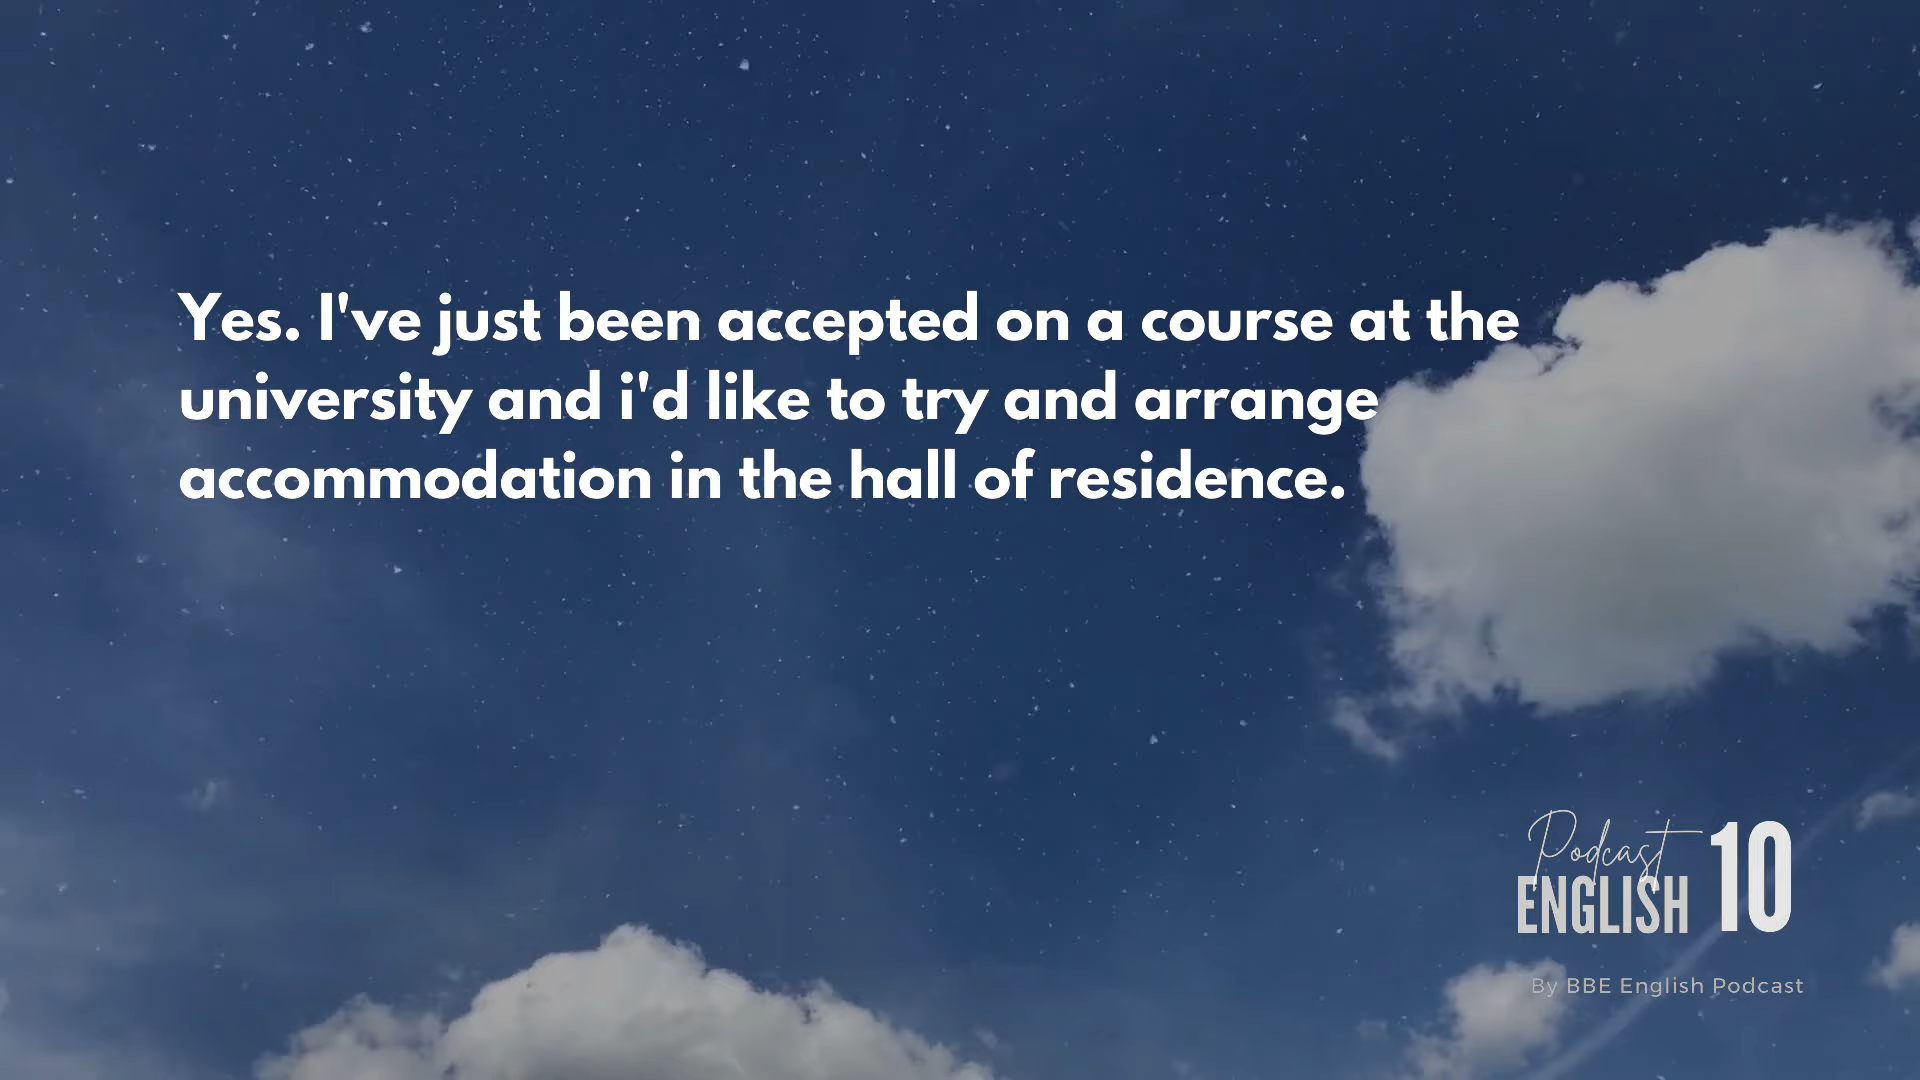 Yes. I've just been accepted on a course at the
university and i'd like to try and arrange
accommodation in the hall of residence.
Podcast
ENGLISH 10
By BBE English Podcast